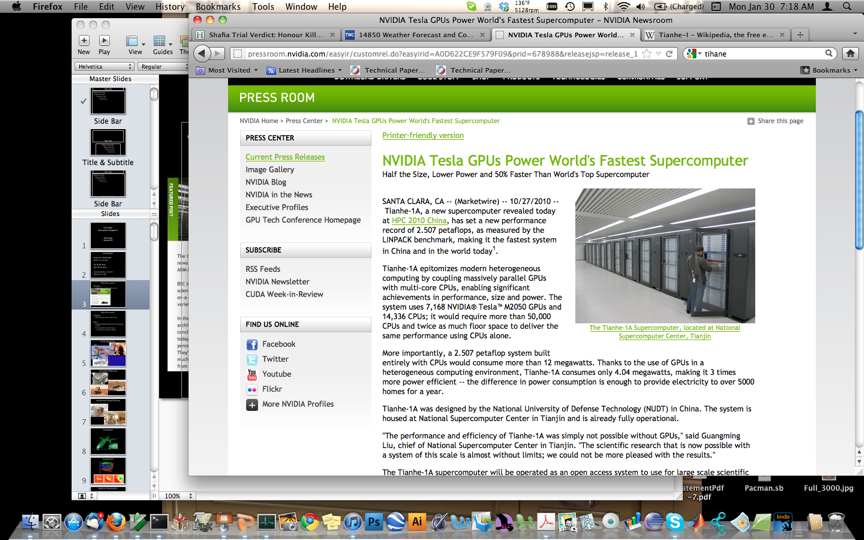 Firefox File Edit View History Bookmarks Tools Window Help
136°F
5128rpm
(Charged) Mon Jan 30 7:18 AM
NVIDIA Tesla GPUs Power World's Fastest Supercomputer – NVIDIA Newsroom
Shafia Trial Verdict: Honour Kill...
14850 Weather Forecast and Co...
NVIDIA Tesla GPUs Power World'...
Tianhe-I – Wikipedia, the free e...
pressroom.nvidia.com/easyir/customrel.do?easyirid=A0D622CE9F579F09&prid=678988&releasejsp=release_1
tihane
Most Visited
Latest Headlines
Technical Paper...
Technical Paper...
Bookmarks
New Play View Guides
Helvetica Regular
Master Slides
Side Bar
Title & Subtitle
Side Bar
Slides
1
2
3
4
5
6
7
8
9
100%
FEATURED POST
PRESS ROOM
NVIDIA Home > Press Center > NVIDIA Tesla GPUs Power World's Fastest Supercomputer
Share this page
PRESS CENTER
Current Press Releases
Image Gallery
NVIDIA Blog
NVIDIA in the News
Executive Profiles
GPU Tech Conference Homepage
SUBSCRIBE
RSS Feeds
NVIDIA Newsletter
CUDA Week-in-Review
FIND US ONLINE
Facebook
Twitter
Youtube
Flickr
More NVIDIA Profiles
Printer-friendly version
NVIDIA Tesla GPUs Power World's Fastest Supercomputer
Half the Size, Lower Power and 50% Faster Than World's Top Supercomputer
SANTA CLARA, CA -- (Marketwire) -- 10/27/2010 --
Tianhe-1A, a new supercomputer revealed today
at HPC 2010 China, has set a new performance
record of 2.507 petaflops, as measured by the
LINPACK benchmark, making it the fastest system
in China and in the world today1.
The Tianhe-1A Supercomputer, located at National
Supercomputer Center, Tianjin
Tianhe-1A epitomizes modern heterogeneous
computing by coupling massively parallel GPUs
with multi-core CPUs, enabling significant
achievements in performance, size and power. The
system uses 7,168 NVIDIA® Tesla™ M2050 GPUs and
14,336 CPUs; it would require more than 50,000
CPUs and twice as much floor space to deliver the
same performance using CPUs alone.
More importantly, a 2.507 petaflop system built
entirely with CPUs would consume more than 12 megawatts. Thanks to the use of GPUs in a
heterogeneous computing environment, Tianhe-1A consumes only 4.04 megawatts, making it 3 times
more power efficient -- the difference in power consumption is enough to provide electricity to over 5000
homes for a year.
Tianhe-1A was designed by the National University of Defense Technology (NUDT) in China. The system is
housed at National Supercomputer Center in Tianjin and is already fully operational.
"The performance and efficiency of Tianhe-1A was simply not possible without GPUs," said Guangming
Liu, chief of National Supercomputer Center in Tianjin. "The scientific research that is now possible with
a system of this scale is almost without limits; we could not be more pleased with the results."
The Tianhe-1A supercomputer will be operated as an open access system to use for large scale scientific
atementPdf
~7.pdf
Pacman.sb
Full_3000.jpg